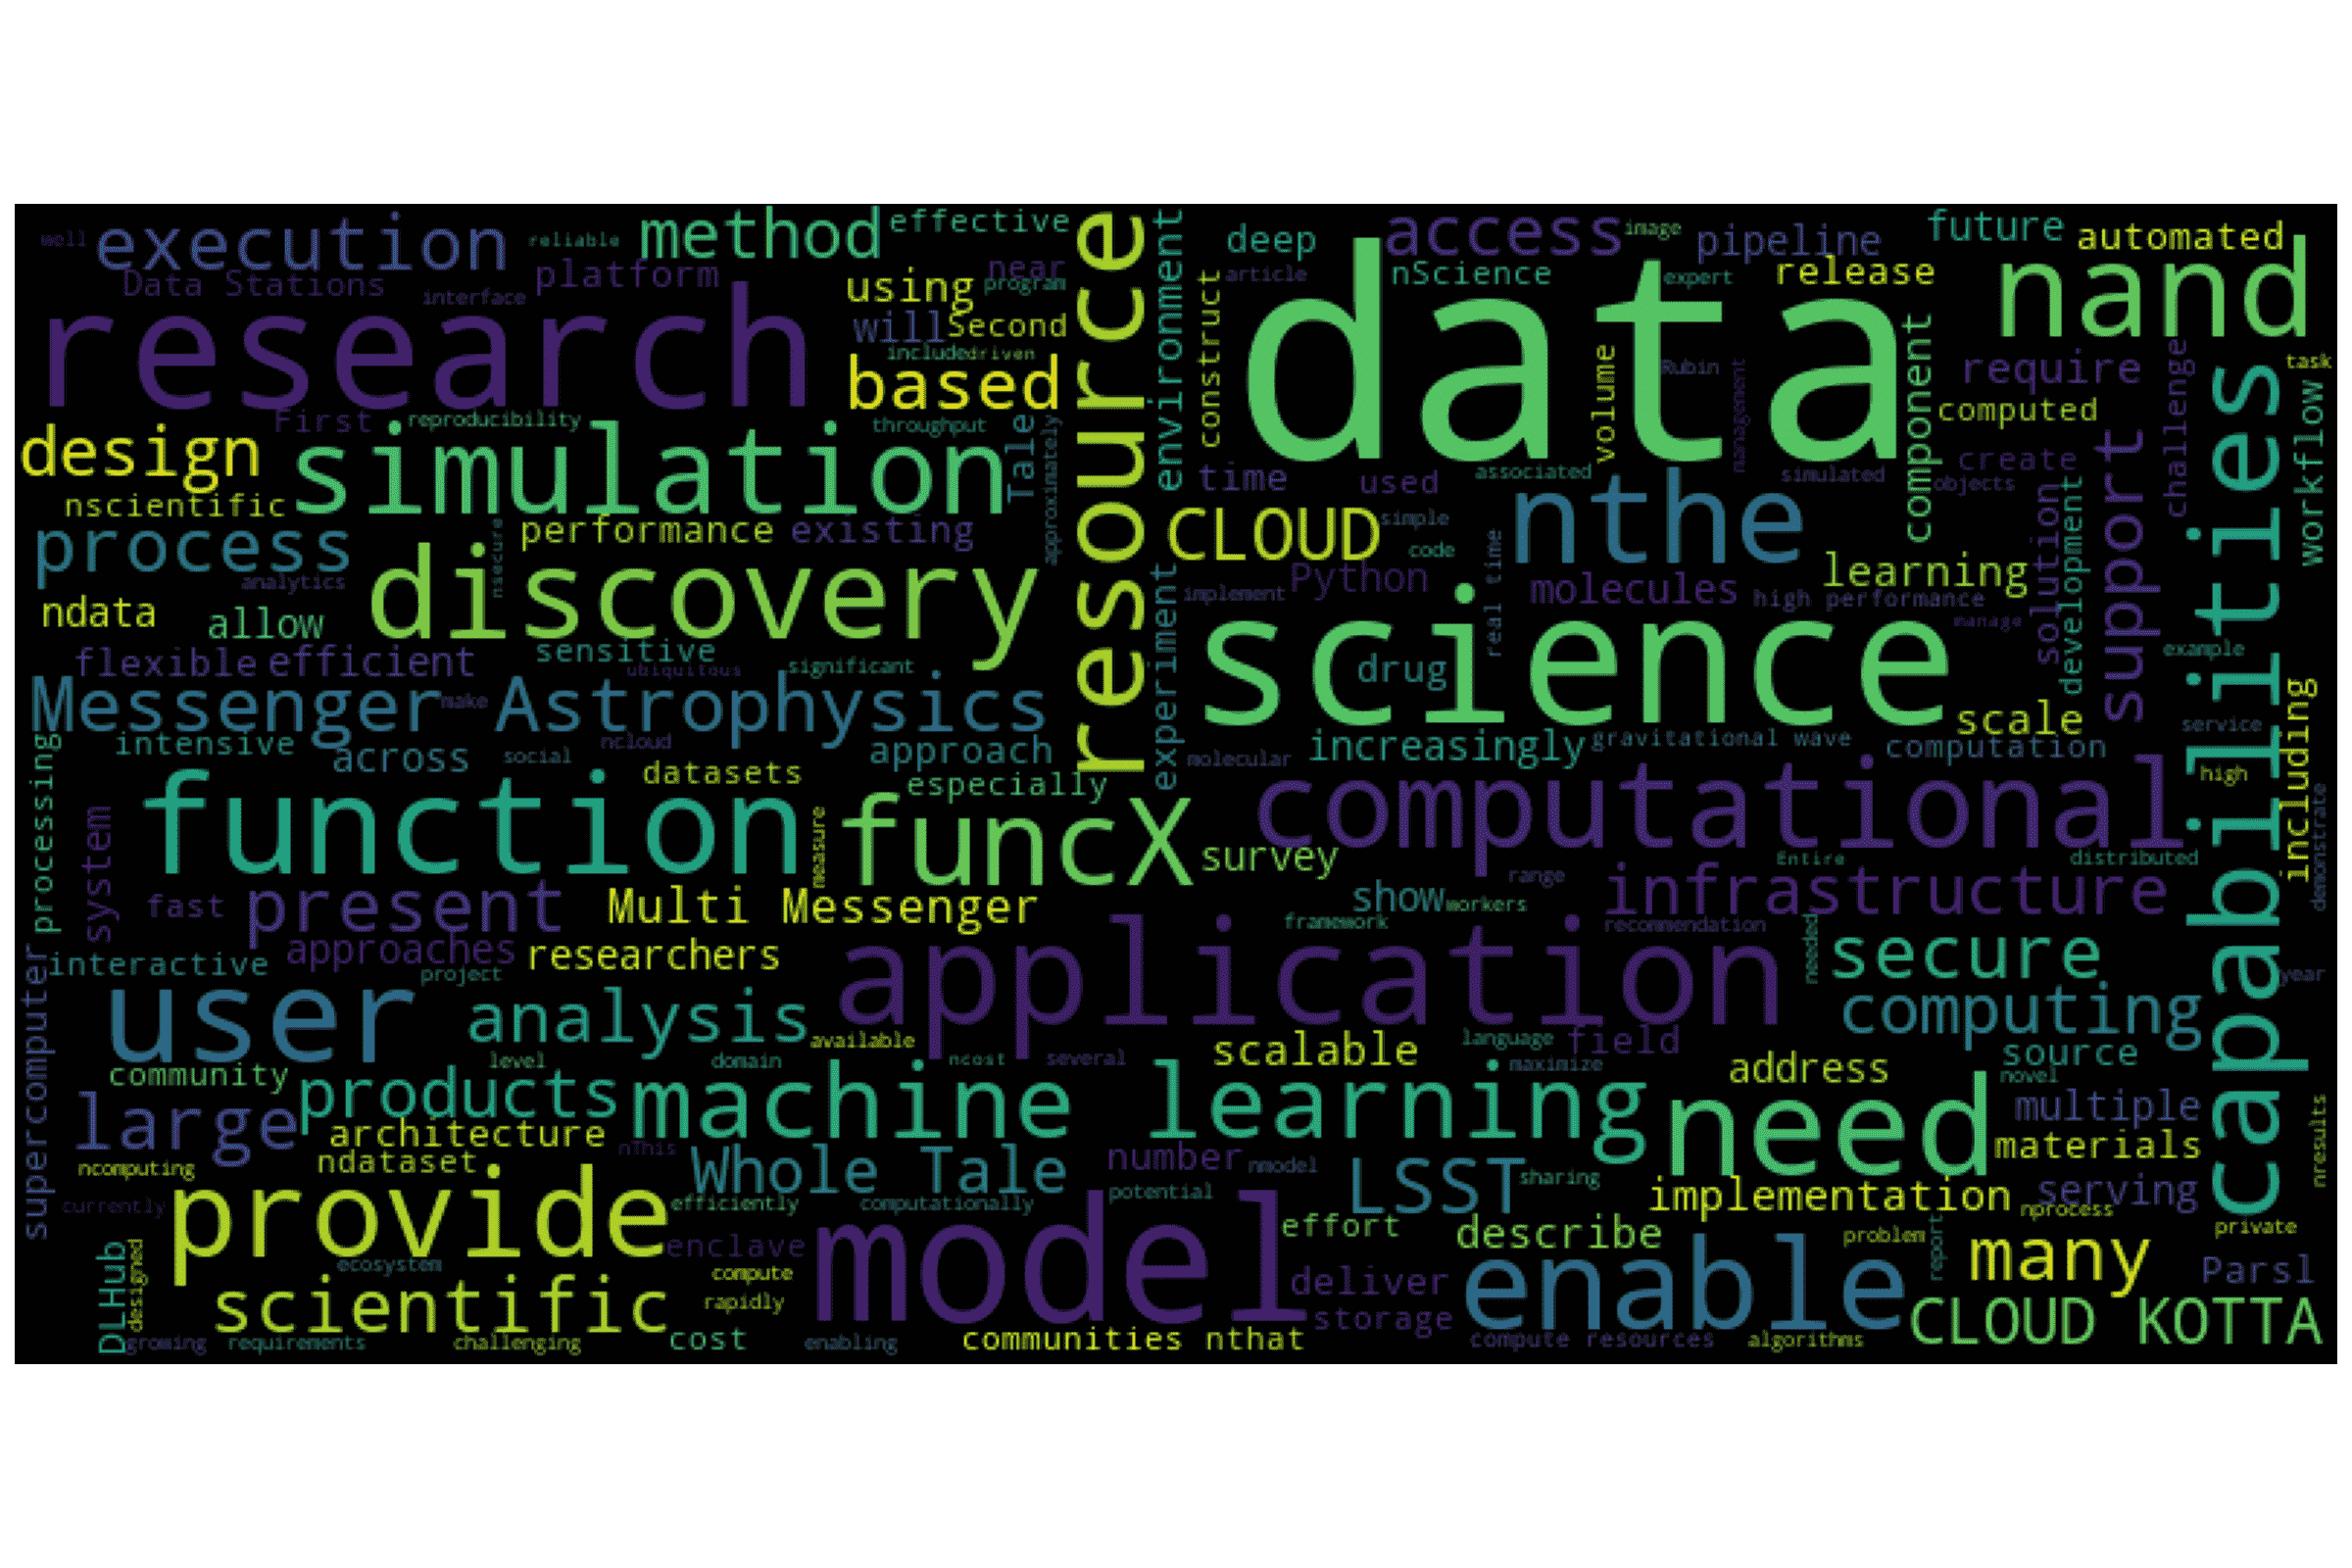 well execution reliable method effective
Data Stations interface platform using near program
research will Second
included driven
based
First reproducibility throughput
design simulation Tale approximately
nscientific
process performance existing
nsecure
analytics discovery
ndata allow
flexible efficient sensitive ubiquitous significant
Messenger make Astrophysics
intensive across social ncloud approach
processing datasets especially
function funcX
measure
system fast present Multi Messenger
approaches researchers
supercomputer interactive project
user analysis available
community level domain ncost several
large products machine learning
architecture
ncomputing ndataset nThis Whole Tale number nmodel
currently efficiently computationally potential
provide model
enclave
DLHub designed ecosystem compute
scientific rapidly
growing requirements challenging cost enabling communities nthat
resource
environment
experiment
deep access image pipeline future automated
construct article nScience expert release
data nand
volume Rubin management component require challenge task
computed
time used associated simulated create objects
CLOUD simple nthe support capabilities workflow
code
implement Python real time molecules learning solution development
high performance manage
science drug example
scale
molecular increasingly gravitational wave computation service including
computational high
demonstrate
survey Entire distributed
range
show workers infrastructure
framework recommendation
needed secure year
application computing
language field
scalable maximize address source
novel
need multiple
materials nresults
LSST sharing implementation serving
nprocess private
effort describe problem report many
deliver enable Parsl
storage compute resources algorithms CLOUD KOTTA